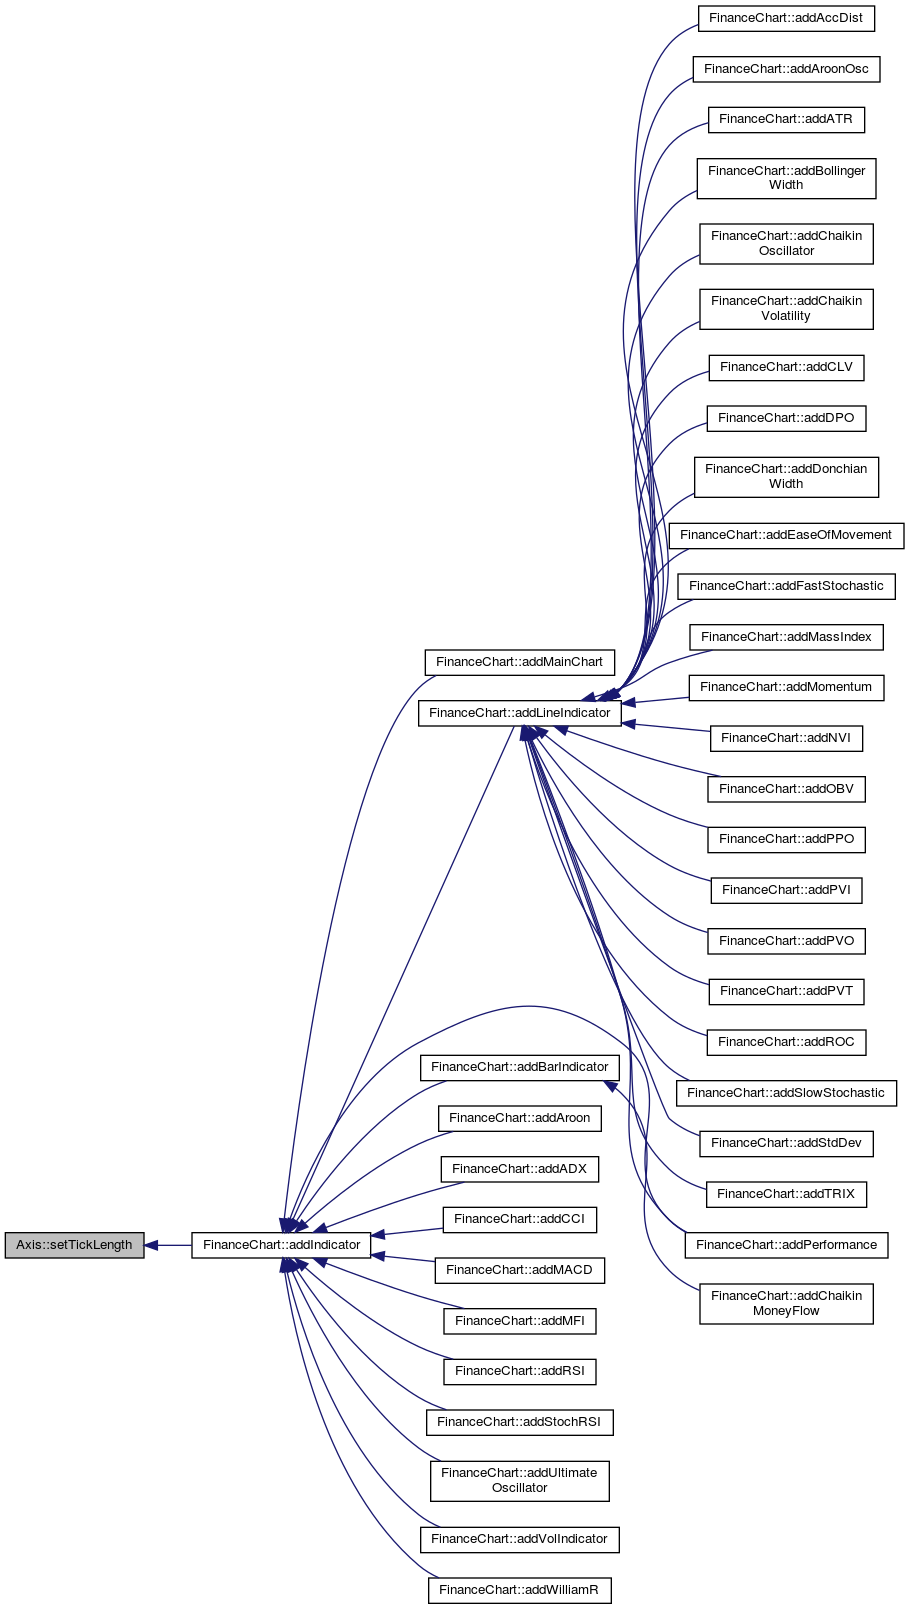 FinanceChart::addAccDist
FinanceChart::addAroonOsc
FinanceChart::addATR
FinanceChart::addBollinger
Width
FinanceChart::addChaikin
Oscillator
FinanceChart::addChaikin
Volatility
FinanceChart::addCLV
FinanceChart::addDPO
FinanceChart::addDonchian
Width
FinanceChart::addEaseOfMovement
FinanceChart::addFastStochastic
FinanceChart::addMassIndex
FinanceChart::addMainChart
FinanceChart::addMomentum
FinanceChart::addLineIndicator
FinanceChart::addNVI
FinanceChart::addOBV
FinanceChart::addPPO
FinanceChart::addPVI
FinanceChart::addPVO
FinanceChart::addPVT
FinanceChart::addROC
FinanceChart::addBarIndicator
FinanceChart::addSlowStochastic
FinanceChart::addAroon
FinanceChart::addStdDev
FinanceChart::addADX
FinanceChart::addTRIX
FinanceChart::addCCI
Axis::setTickLength
FinanceChart::addIndicator
FinanceChart::addPerformance
FinanceChart::addMACD
FinanceChart::addChaikin
MoneyFlow
FinanceChart::addMFI
FinanceChart::addRSI
FinanceChart::addStochRSI
FinanceChart::addUltimate
Oscillator
FinanceChart::addVolIndicator
FinanceChart::addWilliamR